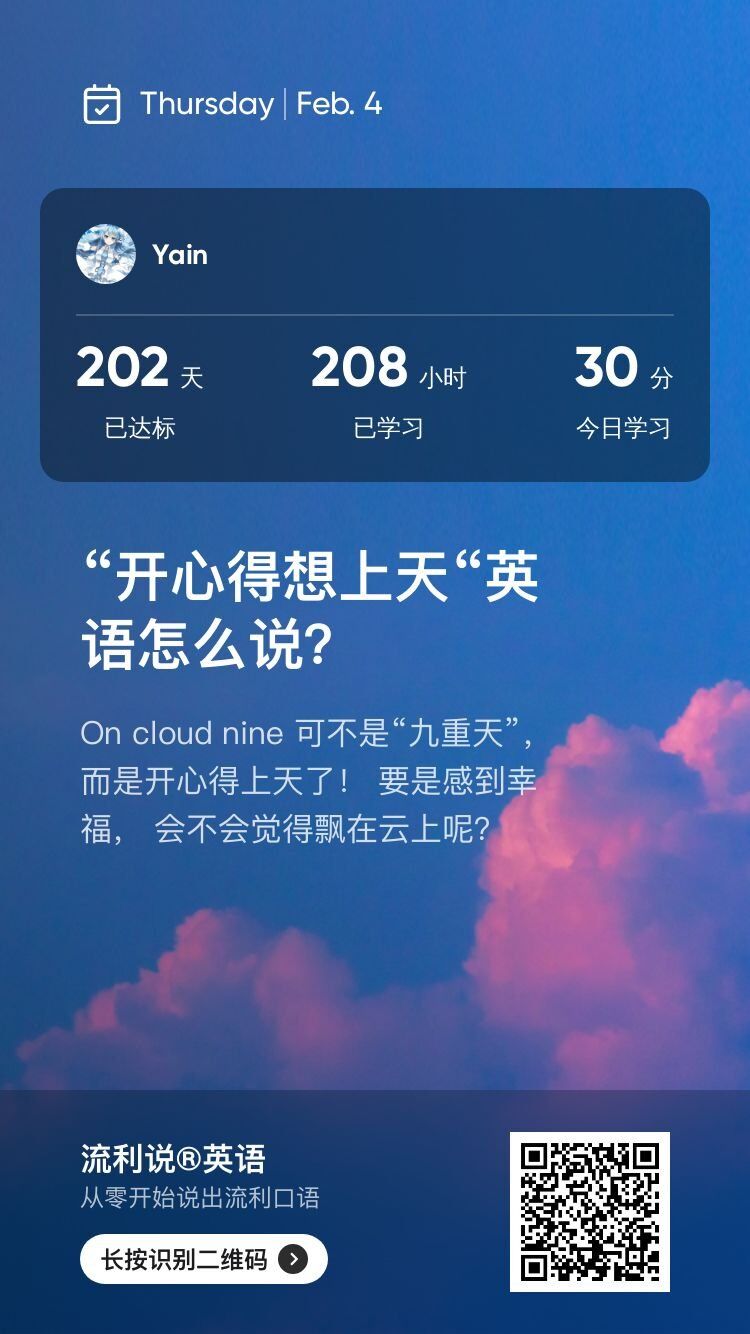 Thursday | Feb. 4
Yain
202 天 208 小时 30 分
已达标 已学习 今日学习
“开心得想上天“英
语怎么说?
On cloud nine 可不是“九重天”,
而是开心得上天了! 要是感到幸
福, 会不会觉得飘在云上呢?
流利说®英语
从零开始说出流利口语
长按识别二维码